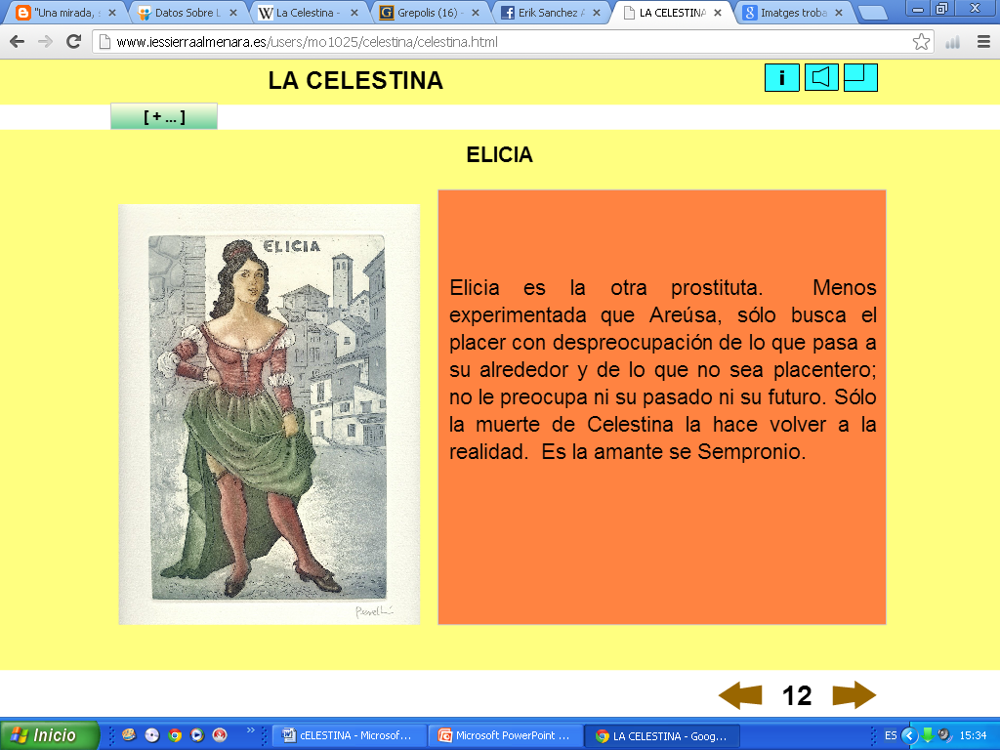 "Una mirada,
Datos Sobre L
La Celestina -
Grepolis (16) -
Erik Sanchez A
LA CELESTINA
Imatges troba
www.iessierraalmenara.es/users/mo1025/celestina/celestina.html
LA CELESTINA
i
[ + ... ]
ELICIA
ELICIA
Elicia es la otra prostituta. Menos
experimentada que Areúsa, sólo busca el
placer con despreocupación de lo que pasa a
su alrededor y de lo que no sea placentero;
no le preocupa ni su pasado ni su futuro. Sólo
la muerte de Celestina la hace volver a la
realidad. Es la amante se Sempronio.
12
Inicio
cELESTINA - Microsof...
Microsoft PowerPoint ...
LA CELESTINA - Goog...
ES
15:34